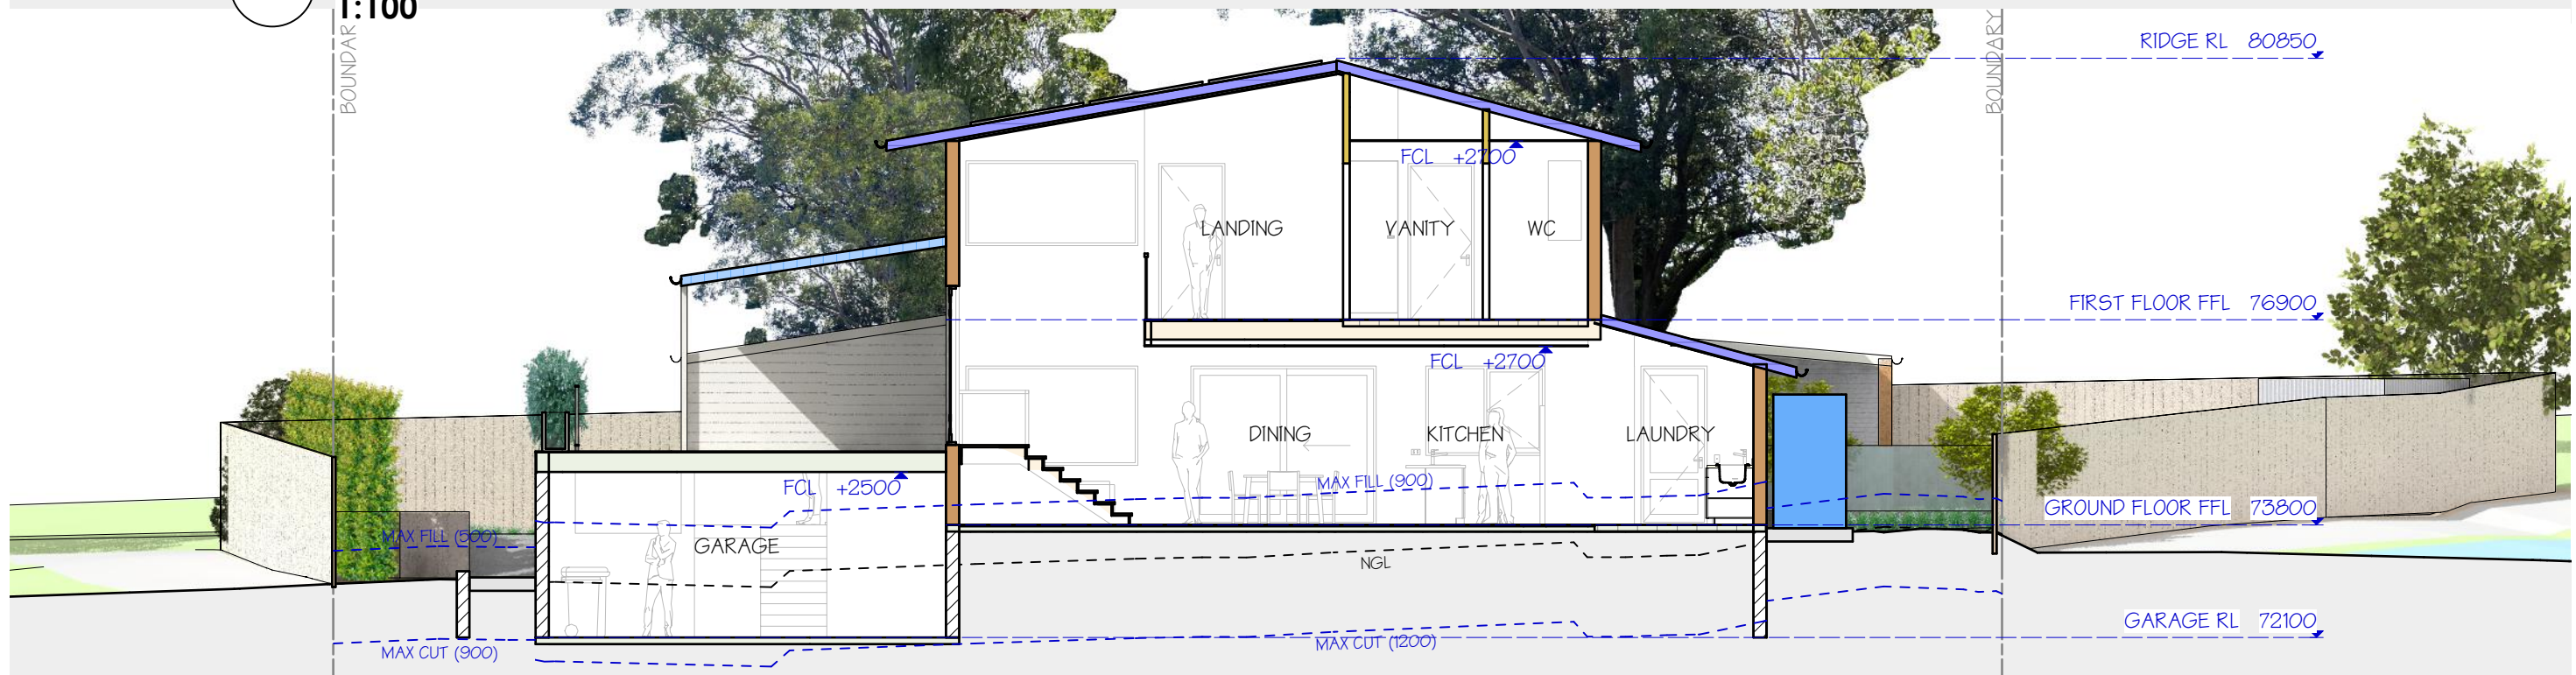 1:100
BOUNDAR
BOUNDARY
RIDGE RL 80850
FCL +2700
LANDING
VANITY
WC
FIRST FLOOR FFL 76900
FCL +2700
DINING
KITCHEN
LAUNDRY
MAX FILL (900)
FCL +2500
GROUND FLOOR FFL 73800
MAX FILL (500)
GARAGE
NGL
GARAGE RL 72100
MAX CUT (900)
MAX CUT (1200)